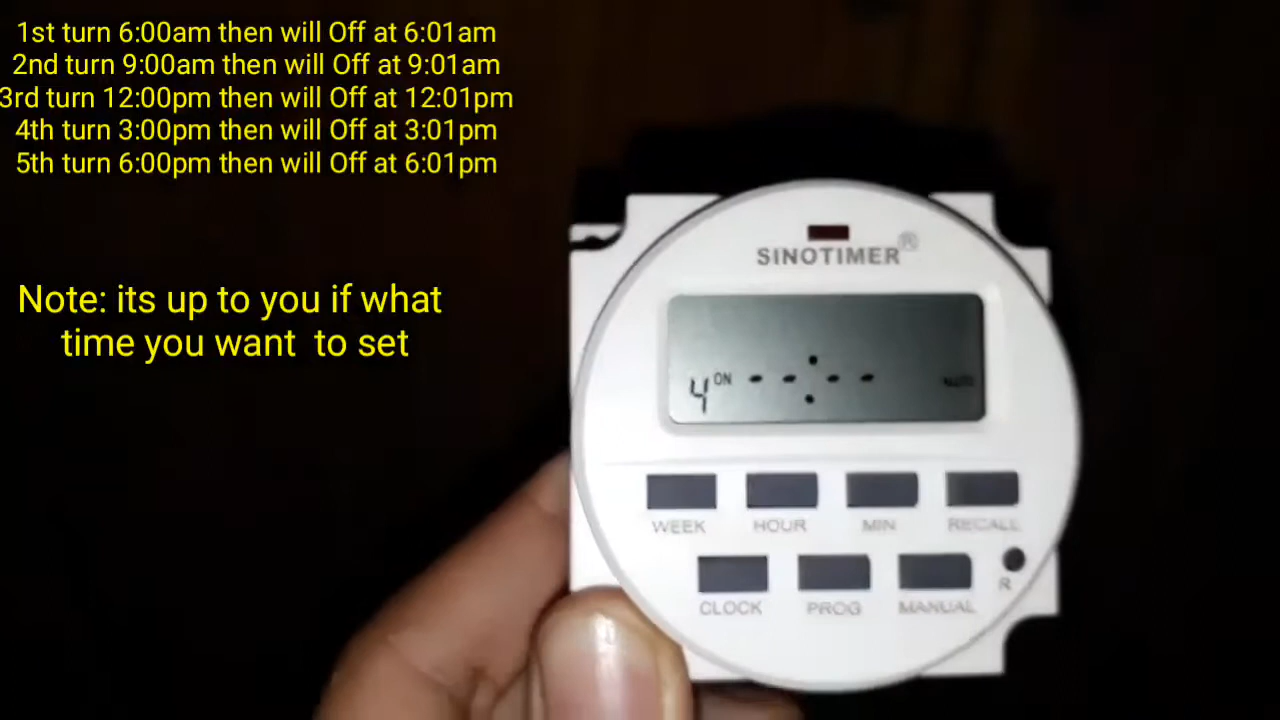 1st turn 6:00am then will Off at 6:01am
2nd turn 9:00am then will Off at 9:01am
3rd turn 12:00pm then will Off at 12:01pm
4th turn 3:00pm then will Off at 3:01pm
5th turn 6:00pm then will Off at 6:01pm
Note: its up to you if what
time you want to set
SINOTIMER®
4 ON --:-- AUTO
WEEK HOUR MIN RECALL
CLOCK PROG MANUAL R